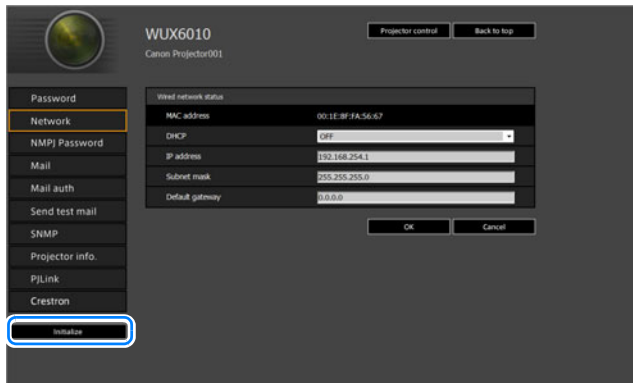 WUX6010
Projector control
Back to top
Canon Projector001
Password
Network
NMPJ Password
Mail
Mail auth
Send test mail
SNMP
Projector info.
PJLink
Crestron
Initialize
Wired network status
MAC address 00:1E:8F:FA:56:67
DHCP OFF
IP address 192.168.254.1
Subnet mask 255.255.255.0
Default gateway 0.0.0.0
OK
Cancel